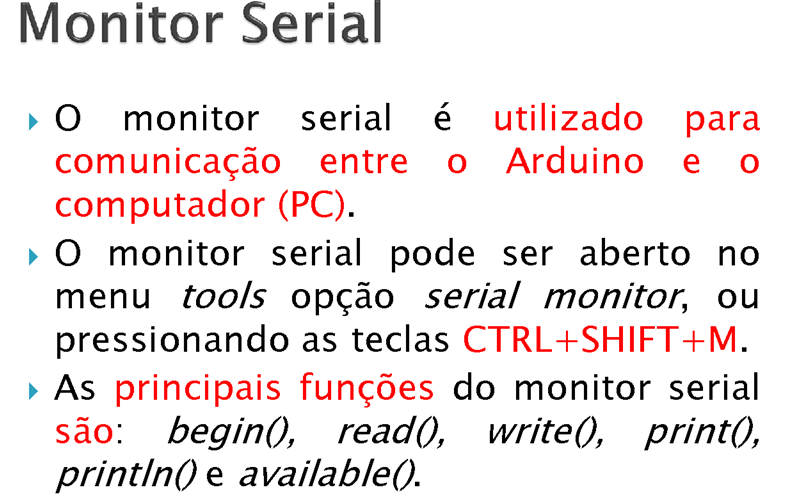 Monitor Serial
O monitor serial é utilizado para
comunicação entre o Arduino e o
computador (PC).
O monitor serial pode ser aberto no
menu tools opção serial monitor, ou
pressionando as teclas CTRL+SHIFT+M.
As principais funções do monitor serial
são: begin(), read(), write(), print(),
println() e available().